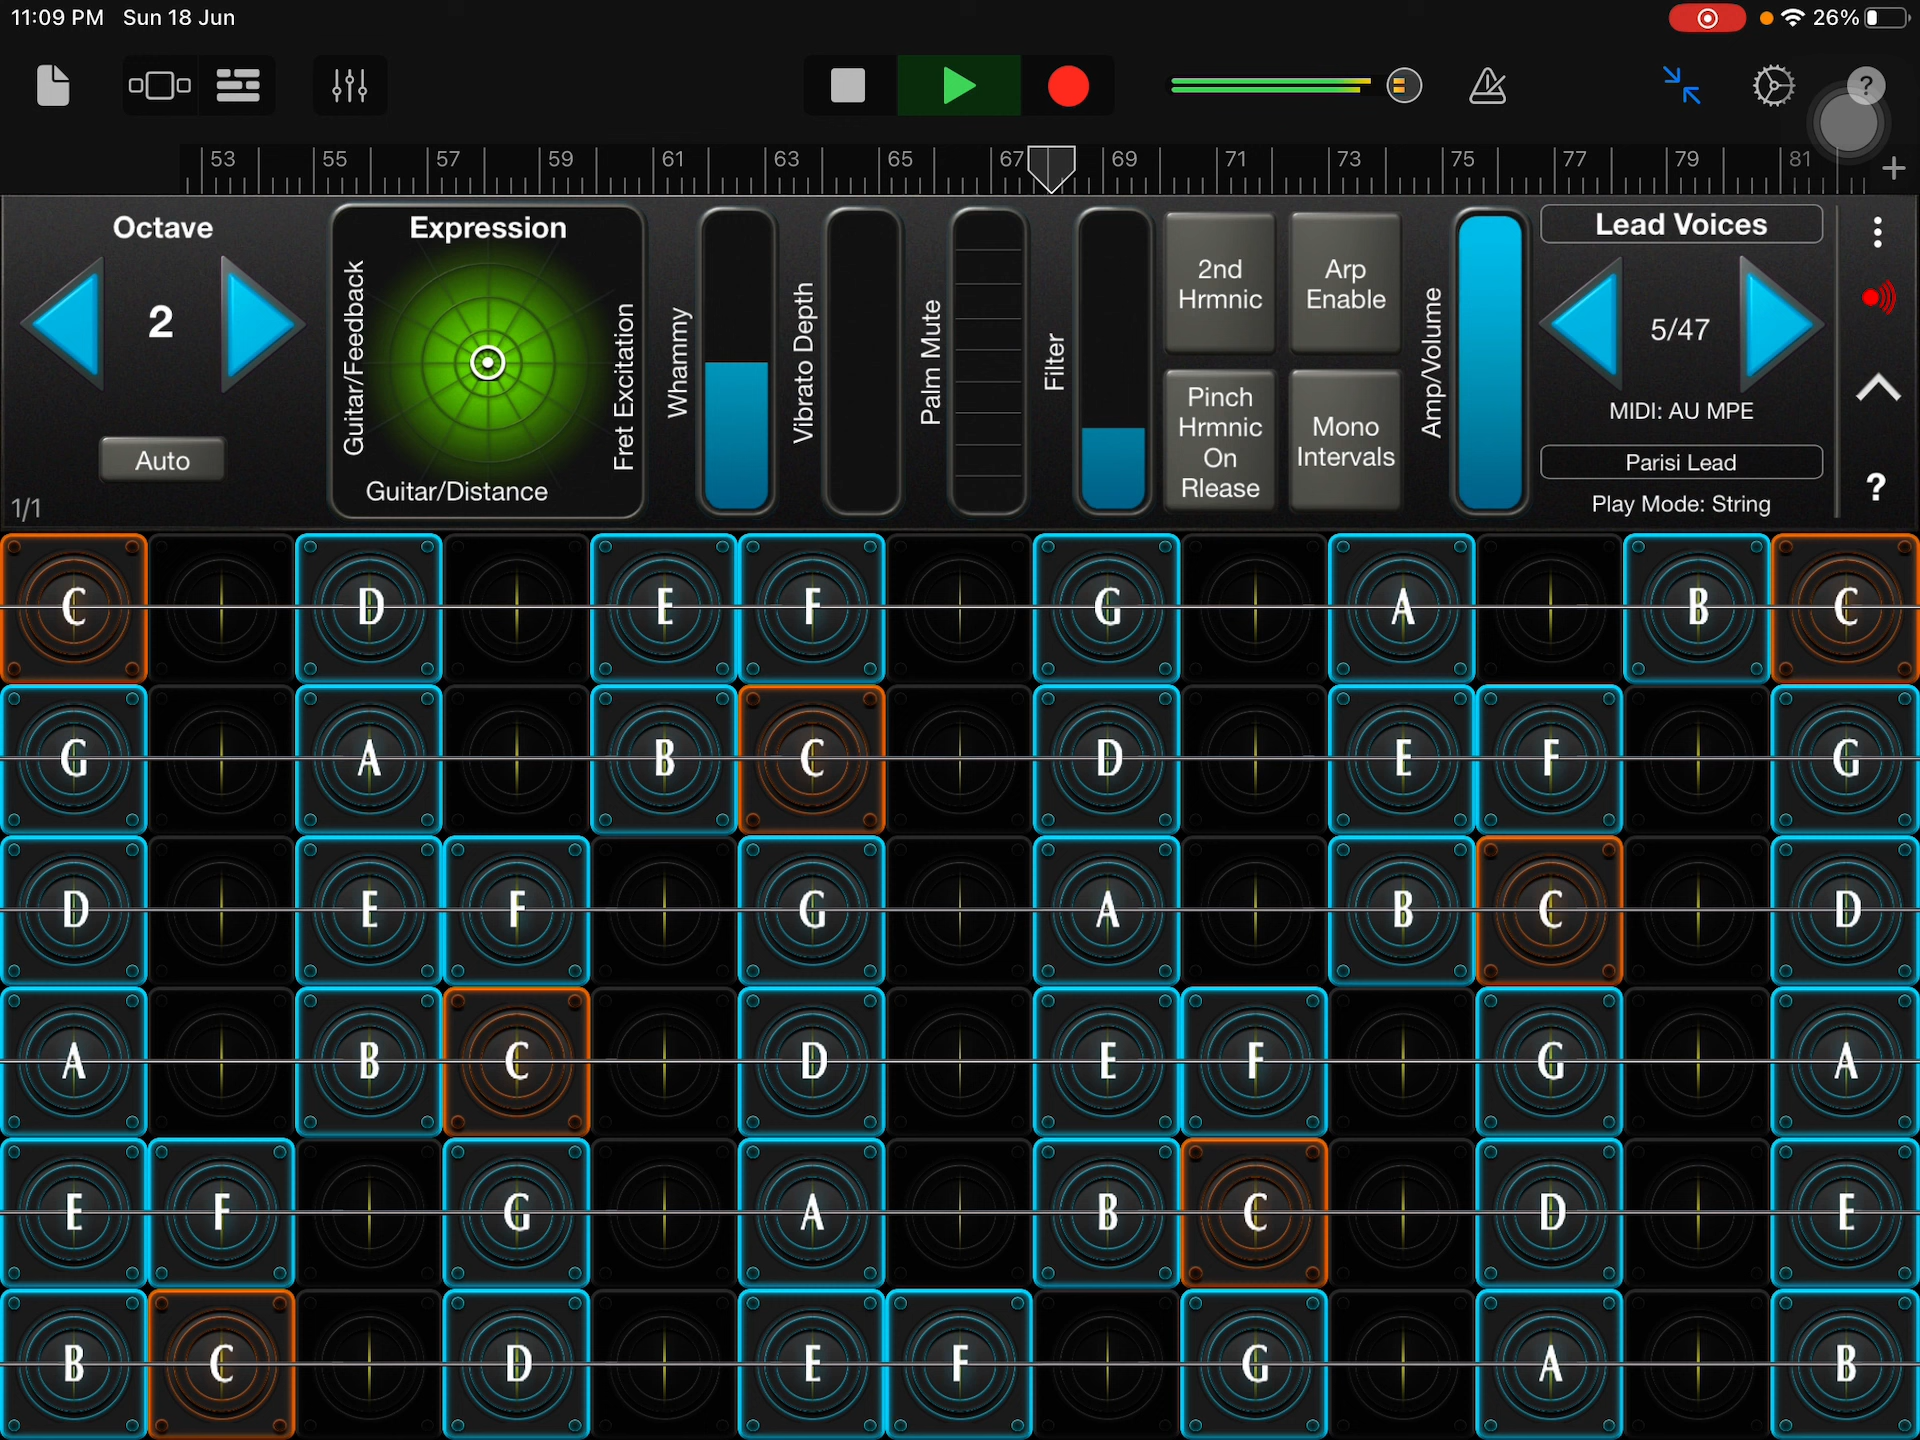 11:09 PM Sun 18 Jun
26%
?
53 55 57 59 61 63 65 67 69 71 73 75 77 79 81
+
Octave
2
Auto
1/1
Expression
Guitar/Feedback
Fret Excitation
Guitar/Distance
Whammy
Vibrato Depth
Palm Mute
Filter
2nd
Hrmnic
Arp
Enable
Pinch
Hrmnic
On
Rlease
Mono
Intervals
Amp/Volume
Lead Voices
5/47
MIDI: AU MPE
Parisi Lead
Play Mode: String
?
C D E F G A B C
G A B C D E F G
D E F G A B C D
A B C D E F G A
E F G A B C D E
B C D E F G A B